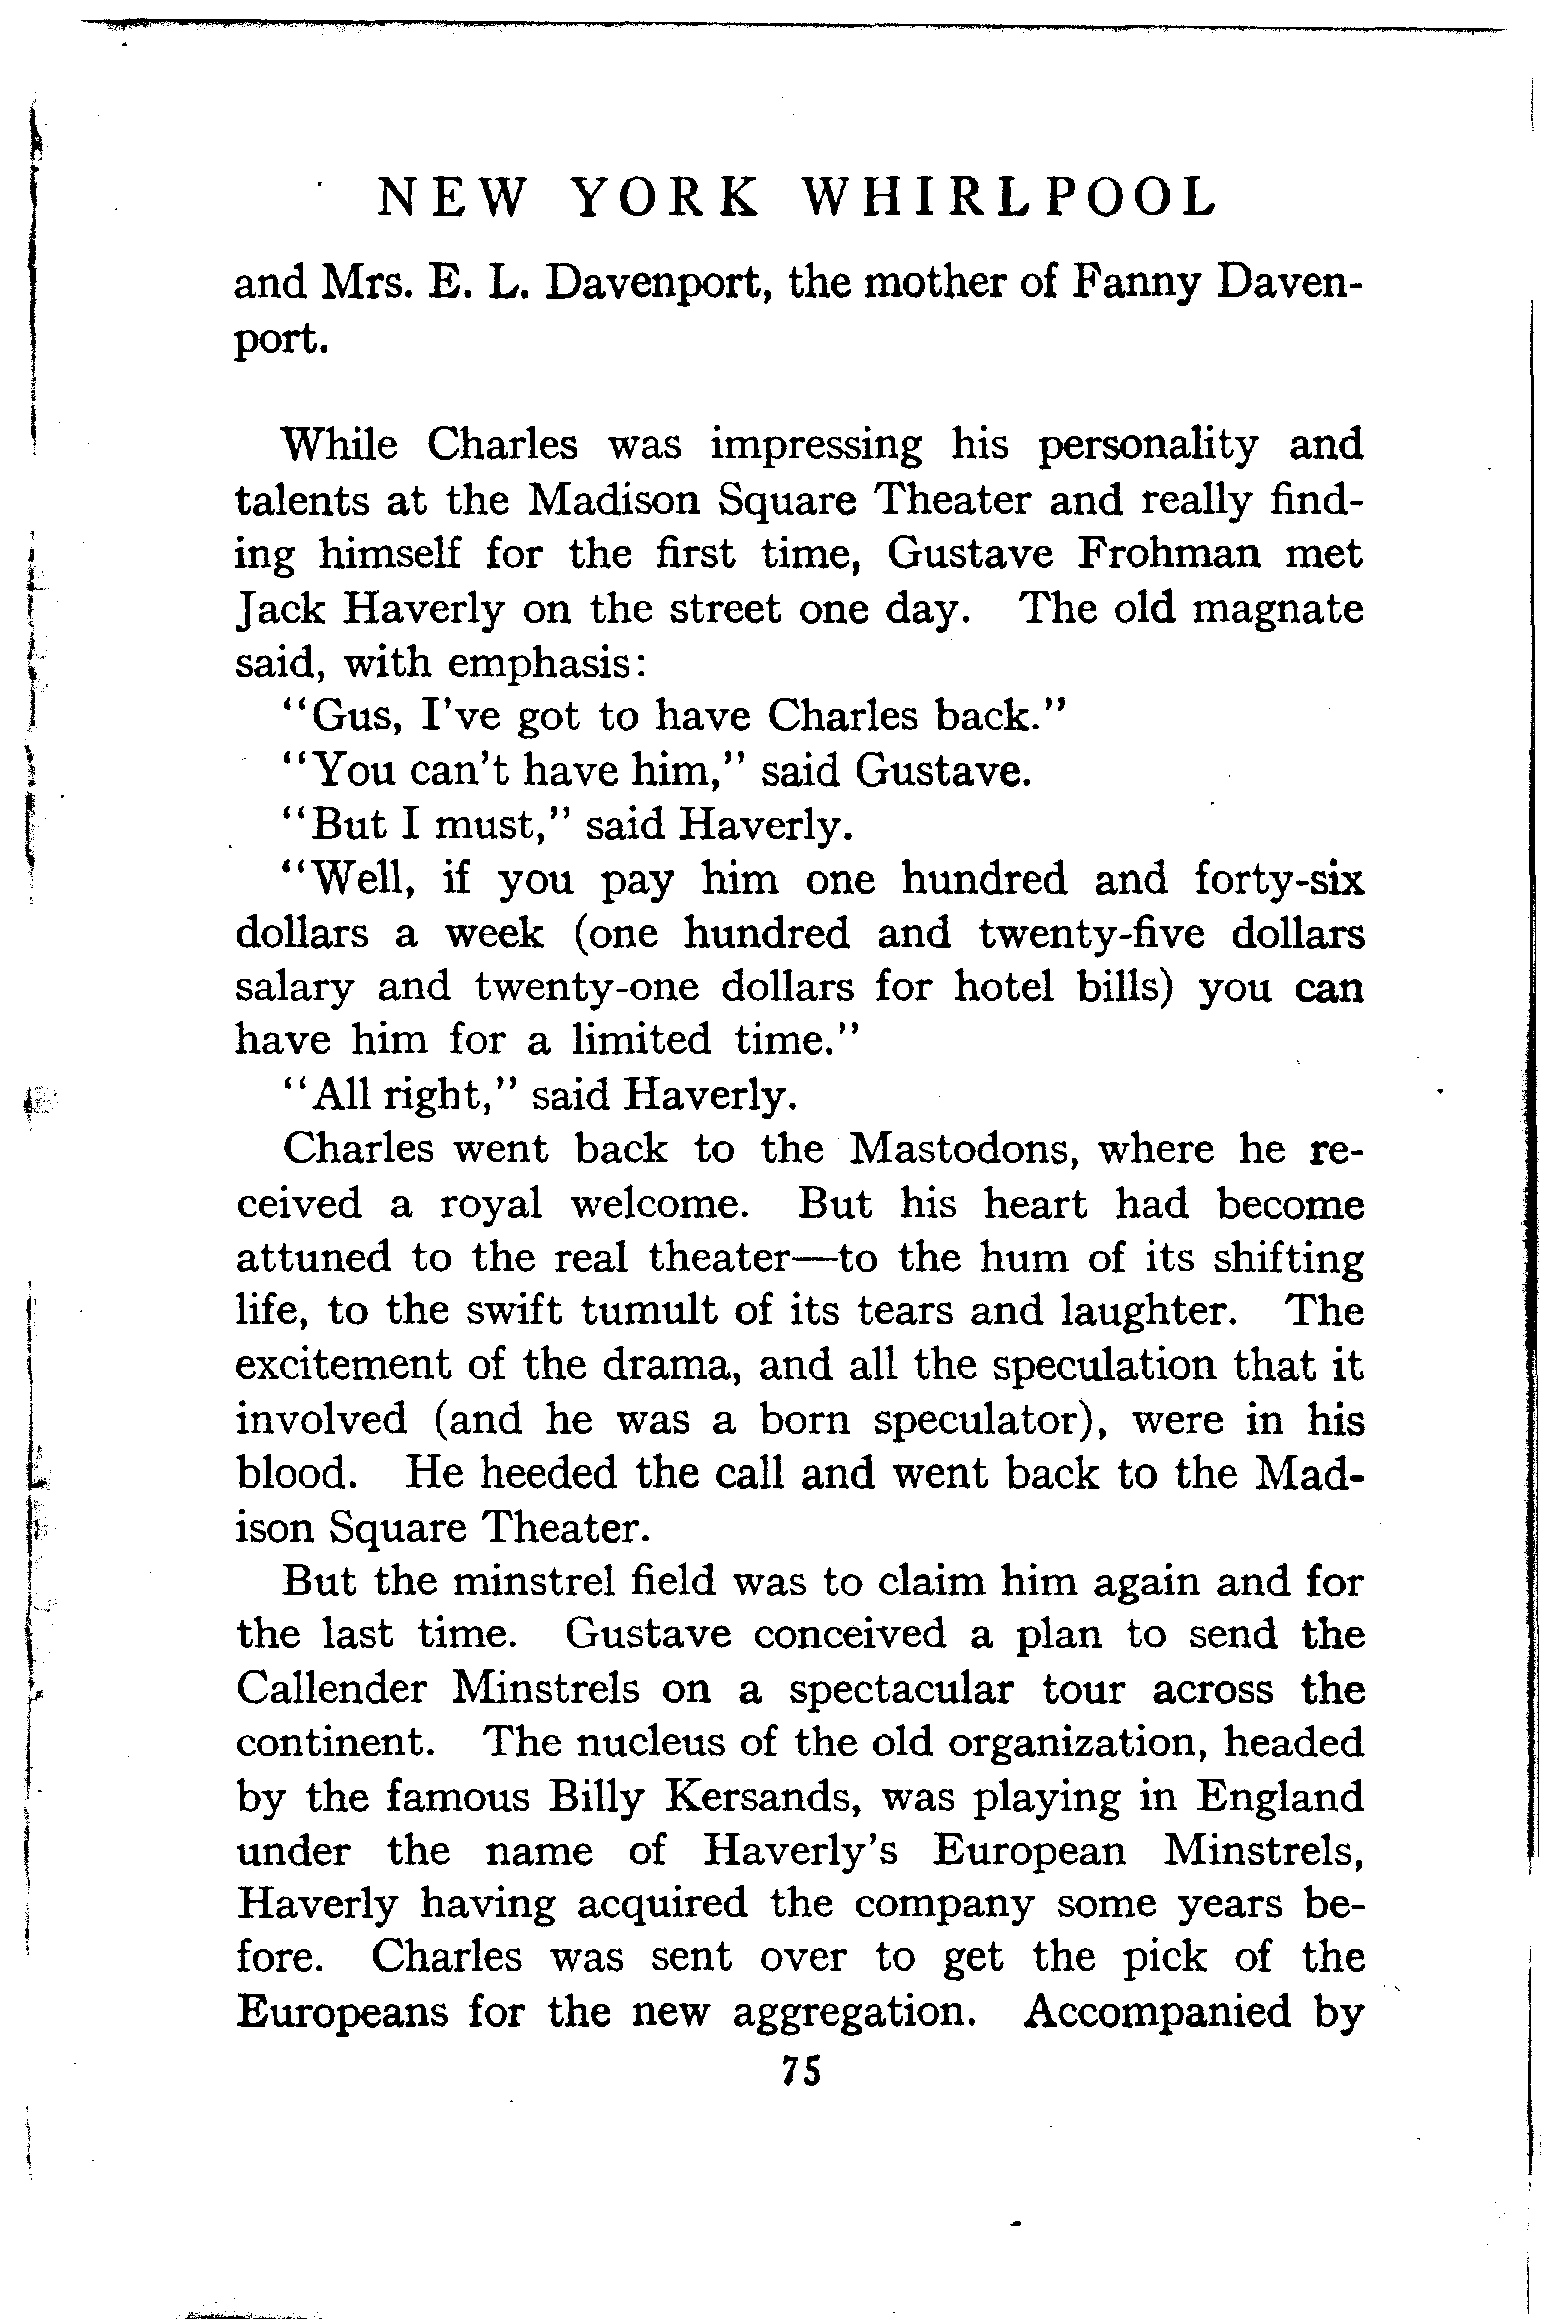 NEW YORK WHIRLPOOL
and Mrs. E. L. Davenport, the mother of Fanny Daven-
port.
While Charles was impressing his personality and
talents at the Madison Square Theater and really find-
ing himself for the first time, Gustave Frohman met
Jack Haverly on the street one day. The old magnate
said, with emphasis:
"Gus, I've got to have Charles back."
"You can't have him," said Gustave.
"But I must," said Haverly.
"Well, if you pay him one hundred and forty-six
dollars a week (one hundred and twenty-five dollars
salary and twenty-one dollars for hotel bills) you can
have him for a limited time."
"All right," said Haverly.
Charles went back to the Mastodons, where he re-
ceived a royal welcome. But his heart had become
attuned to the real theater—to the hum of its shifting
life, to the swift tumult of its tears and laughter. The
excitement of the drama, and all the speculation that it
involved (and he was a born speculator), were in his
blood. He heeded the call and went back to the Mad-
ison Square Theater.
But the minstrel field was to claim him again and for
the last time. Gustave conceived a plan to send the
Callender Minstrels on a spectacular tour across the
continent. The nucleus of the old organization, headed
by the famous Billy Kersands, was playing in England
under the name of Haverly's European Minstrels,
Haverly having acquired the company some years be-
fore. Charles was sent over to get the pick of the
Europeans for the new aggregation. Accompanied by
75